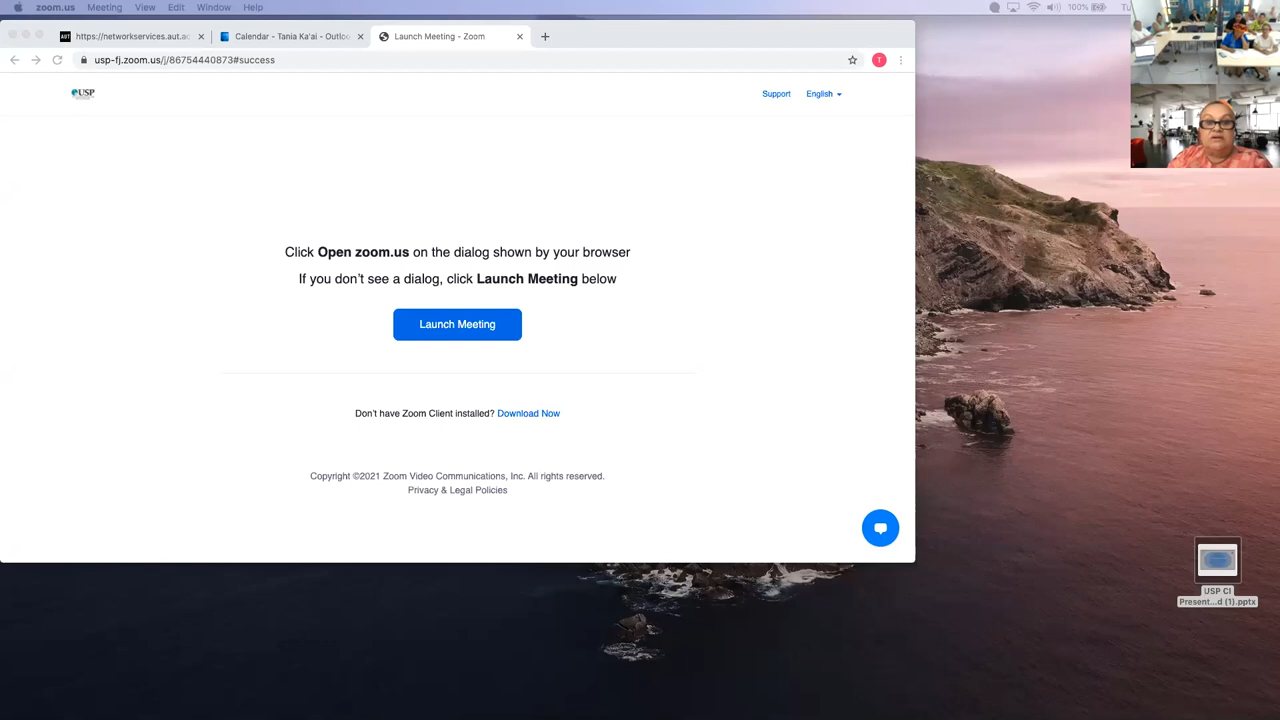 zoom.us Meeting View Edit Window Help 100% Tu
https://networkservices.aut.ac Calendar - Tania Ka'ai - Outloo Launch Meeting - Zoom
usp-fj.zoom.us/j/86754440873#success T
USP Support English
Click Open zoom.us on the dialog shown by your browser
If you don't see a dialog, click Launch Meeting below
Launch Meeting
Don't have Zoom Client installed? Download Now
Copyright ©2021 Zoom Video Communications, Inc. All rights reserved.
Privacy & Legal Policies
USP CI
Present...d (1).pptx